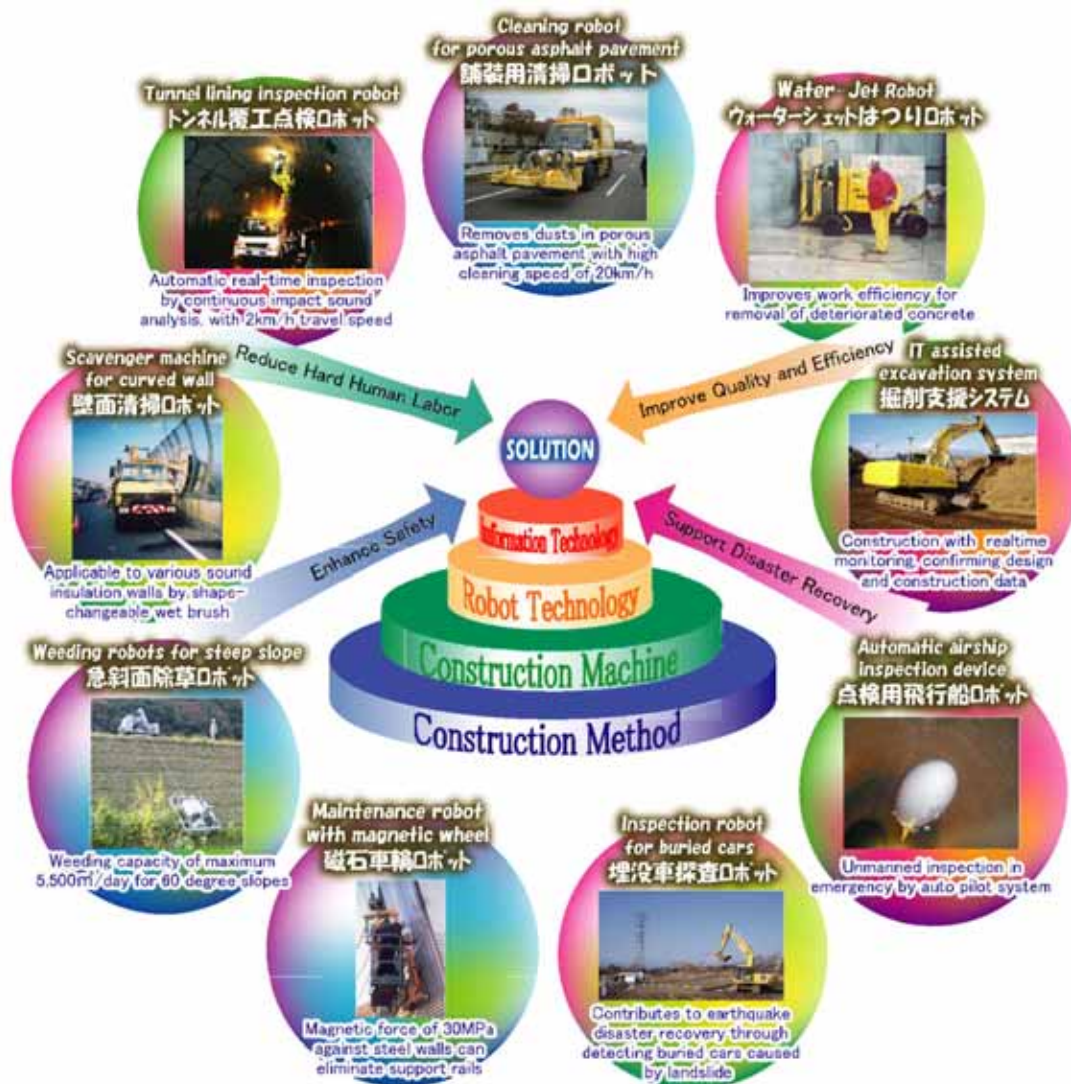 Cleaning robot
for porous asphalt pavement
舗装用清掃ロボット
Removes dusts in porous
asphalt pavement with high
cleaning speed of 20km/h
Tunnel lining inspection robot
トンネル覆工点検ロボット
Automatic real-time inspection
by continuous impact sound
analysis, with 2km/h travel speed
Water-Jet Robot
ウォータージェットはつりロボット
Improves work efficiency for
removal of deteriorated concrete
Reduce Hard Human Labor
Improve Quality and Efficiency
Scavenger machine
for curved wall
壁面清掃ロボット
Applicable to various sound
insulation walls by shape-
changeable wet brush
IT assisted
excavation system
掘削支援システム
Construction with realtime
monitoring, confirming design
and construction data
SOLUTION
Information Technology
Robot Technology
Construction Machine
Construction Method
Enhance Safety
Support Disaster Recovery
Weeding robots for steep slope
急斜面除草ロボット
Weeding capacity of maximum
5,500㎡/day for 60 degree slopes
Automatic airship
inspection device
点検用飛行船ロボット
Unmanned inspection in
emergency by auto pilot system
Maintenance robot
with magnetic wheel
磁石車輪ロボット
Magnetic force of 30MPa
against steel walls can
eliminate support rails
Inspection robot
for buried cars
埋没車探査ロボット
Contributes to earthquake
disaster recovery through
detecting buried cars caused
by landslide